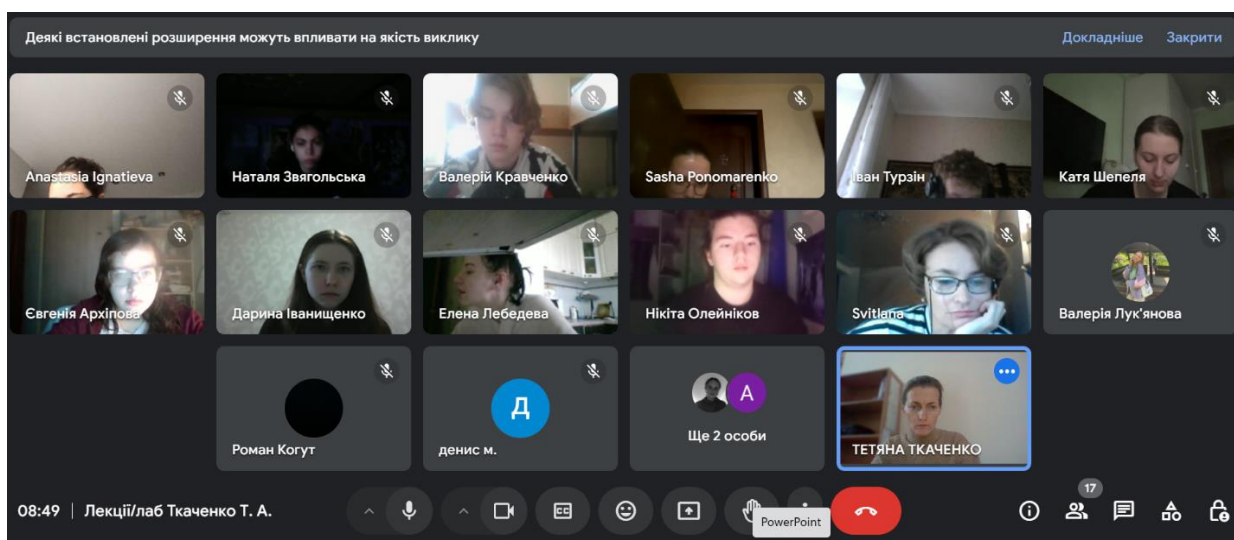 Деякі встановлені розширення можуть впливати на якість виклику Докладніше Закрити
Anastasia Ignatieva Наталя Звягольська Валерій Кравченко Sasha Ponomarenko Іван Турзін Катя Шепеля
Євгенія Архіпова Дарина Іванищенко Елена Лебедева Нікіта Олейніков Svitlana Валерія Лук'янова
Д
А
Ще 2 особи
Роман Когут денис м. ТЕТЯНА ТКАЧЕНКО
17
08:49 | Лекції/лаб Ткаченко Т. А.
CC
PowerPoint